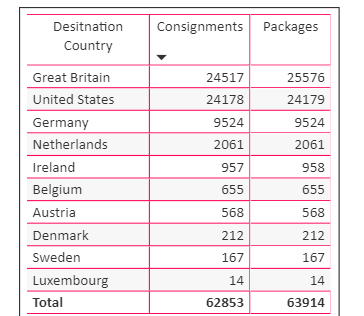 Desitnation Consignments Packages
Country
Great Britain 24517 25576
United States 24178 24179
Germany 9524 9524
Netherlands 2061 2061
Ireland 957 958
Belgium 655 655
Austria 568 568
Denmark 212 212
Sweden 167 167
Luxembourg 14 14
Total 62853 63914